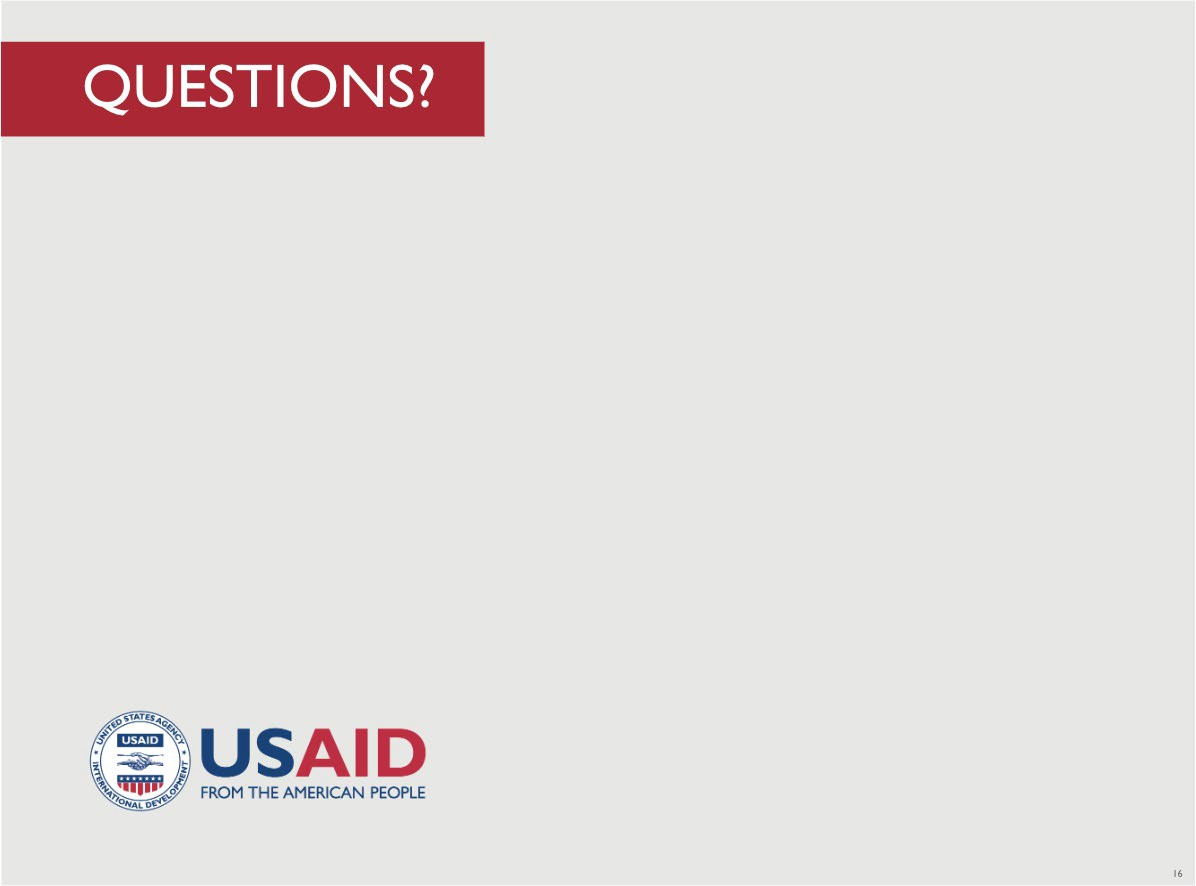 QUESTIONS?
UNITED STATES AGENCY
USAID
INTERNATIONAL DEVELOPMENT
USAID
FROM THE AMERICAN PEOPLE
16